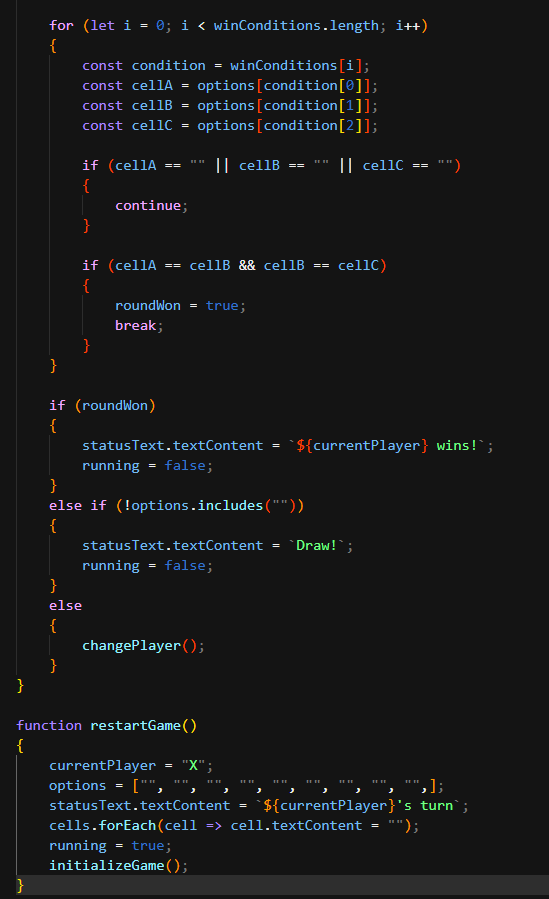 for (let i = 0; i < winConditions.length; i++)
{
const condition = winConditions[i];
const cellA = options[condition[0]];
const cellB = options[condition[1]];
const cellC = options[condition[2]];
if (cellA == "" || cellB == "" || cellC == "")
{
continue;
}
if (cellA == cellB && cellB == cellC)
{
roundWon = true;
break;
}
}
if (roundWon)
{
statusText.textContent = `${currentPlayer} wins!`;
running = false;
}
else if (!options.includes(""))
{
statusText.textContent = `Draw!`;
running = false;
}
else
{
changePlayer();
}
}
function restartGame()
{
currentPlayer = "X";
options = ["", "", "", "", "", "", "", "", "",];
statusText.textContent = `${currentPlayer}'s turn`;
cells.forEach(cell => cell.textContent = "");
running = true;
initializeGame();
}